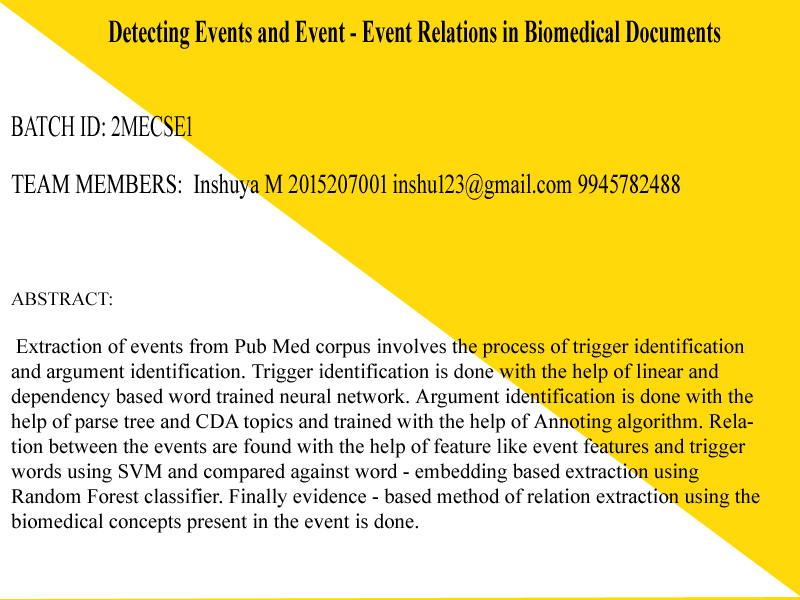 Detecting Events and Event - Event Relations in Biomedical Documents
BATCH ID: 2MECSE1
TEAM MEMBERS:  Inshuya M 2015207001 inshu123@gmail.com 9945782488
ABSTRACT:
Extraction of events from Pub Med corpus involves the process of trigger identification
and argument identification. Trigger identification is done with the help of linear and
dependency based word trained neural network. Argument identification is done with the
help of parse tree and CDA topics and trained with the help of Annoting algorithm. Rela-
tion between the events are found with the help of feature like event features and trigger
words using SVM and compared against word - embedding based extraction using
Random Forest classifier. Finally evidence - based method of relation extraction using the
biomedical concepts present in the event is done.